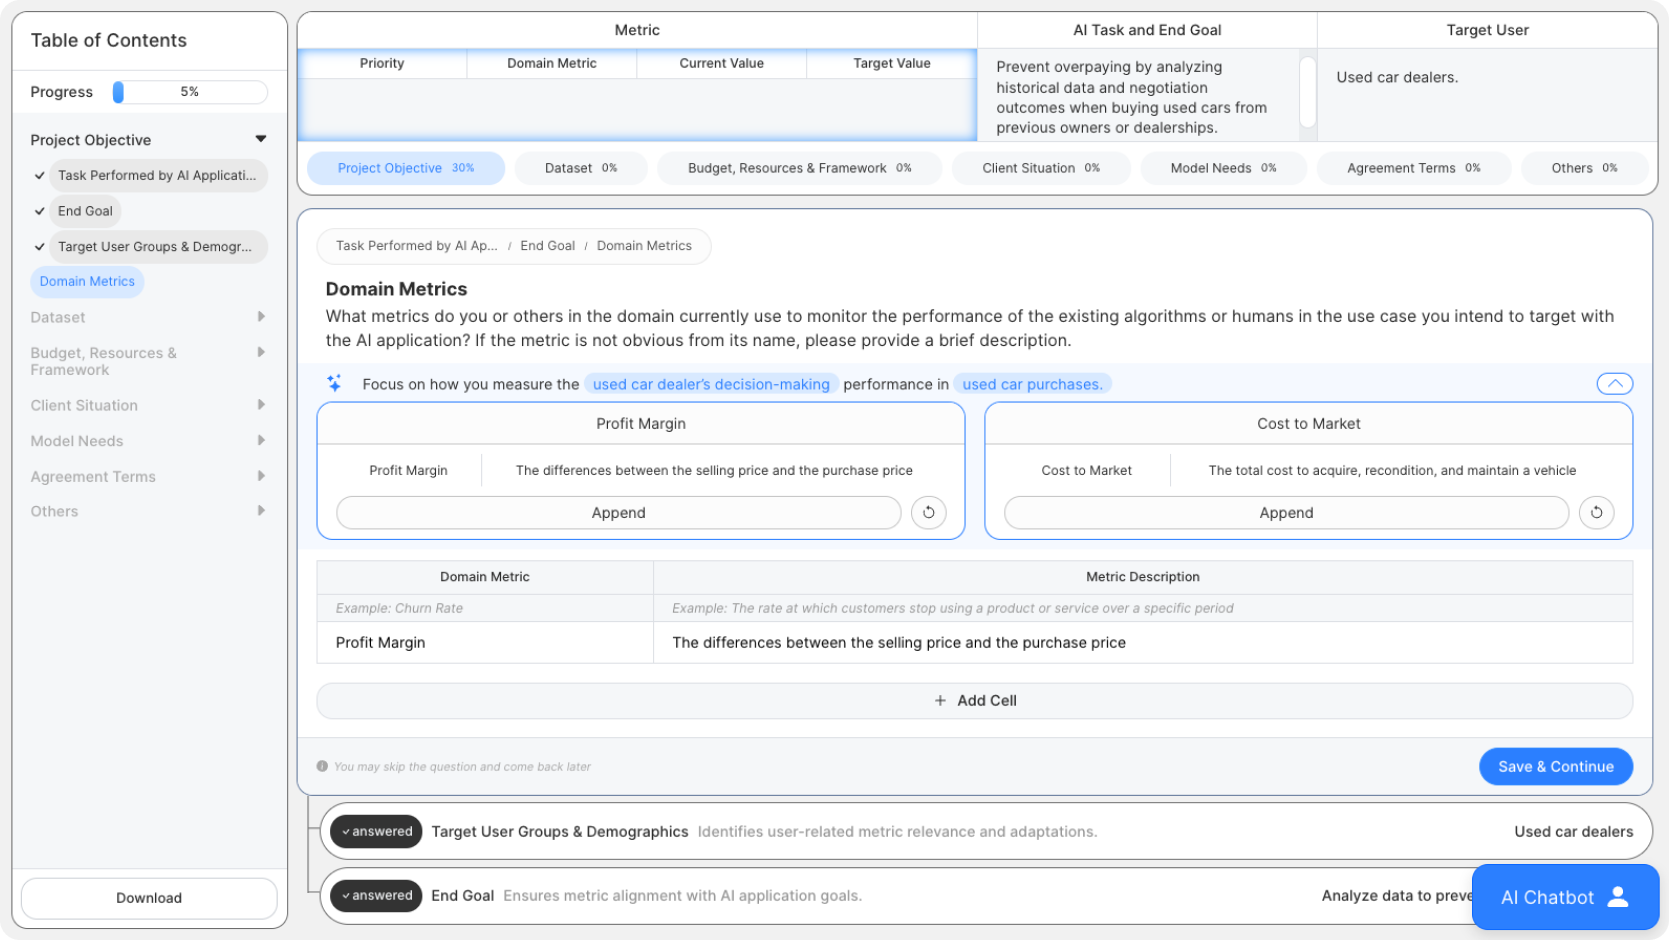 Table of Contents
Progress
5%
Project Objective
Task Performed by AI Applicati...
End Goal
Target User Groups & Demogr...
Domain Metrics
Dataset
Budget, Resources &
Framework
Client Situation
Model Needs
Agreement Terms
Others
Download
Metric
AI Task and End Goal
Target User
Priority
Domain Metric
Current Value
Target Value
Prevent overpaying by analyzing
historical data and negotiation
outcomes when buying used cars from
previous owners or dealerships.
Used car dealers.
Project Objective 30%
Dataset 0%
Budget, Resources & Framework 0%
Client Situation 0%
Model Needs 0%
Agreement Terms 0%
Others 0%
Task Performed by AI Ap... / End Goal / Domain Metrics
Domain Metrics
What metrics do you or others in the domain currently use to monitor the performance of the existing algorithms or humans in the use case you intend to target with
the AI application? If the metric is not obvious from its name, please provide a brief description.
Focus on how you measure the used car dealer's decision-making performance in used car purchases.
Profit Margin
Profit Margin
The differences between the selling price and the purchase price
Append
Cost to Market
Cost to Market
The total cost to acquire, recondition, and maintain a vehicle
Append
Domain Metric
Metric Description
Example: Churn Rate
Example: The rate at which customers stop using a product or service over a specific period
Profit Margin
The differences between the selling price and the purchase price
+ Add Cell
You may skip the question and come back later
Save & Continue
answered
Target User Groups & Demographics
Identifies user-related metric relevance and adaptations.
Used car dealers
answered
End Goal
Ensures metric alignment with AI application goals.
Analyze data to preve
AI Chatbot